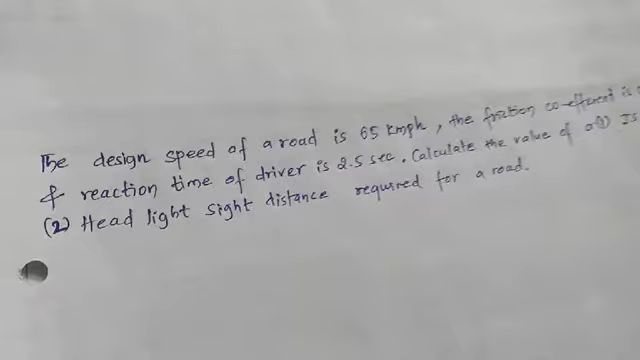 The design speed of a road is 65 kmph, the friction co-efficient is
& reaction time of driver is 2.5 sec. Calculate the value of (1) Is
(2) Head light sight distance required for a road.